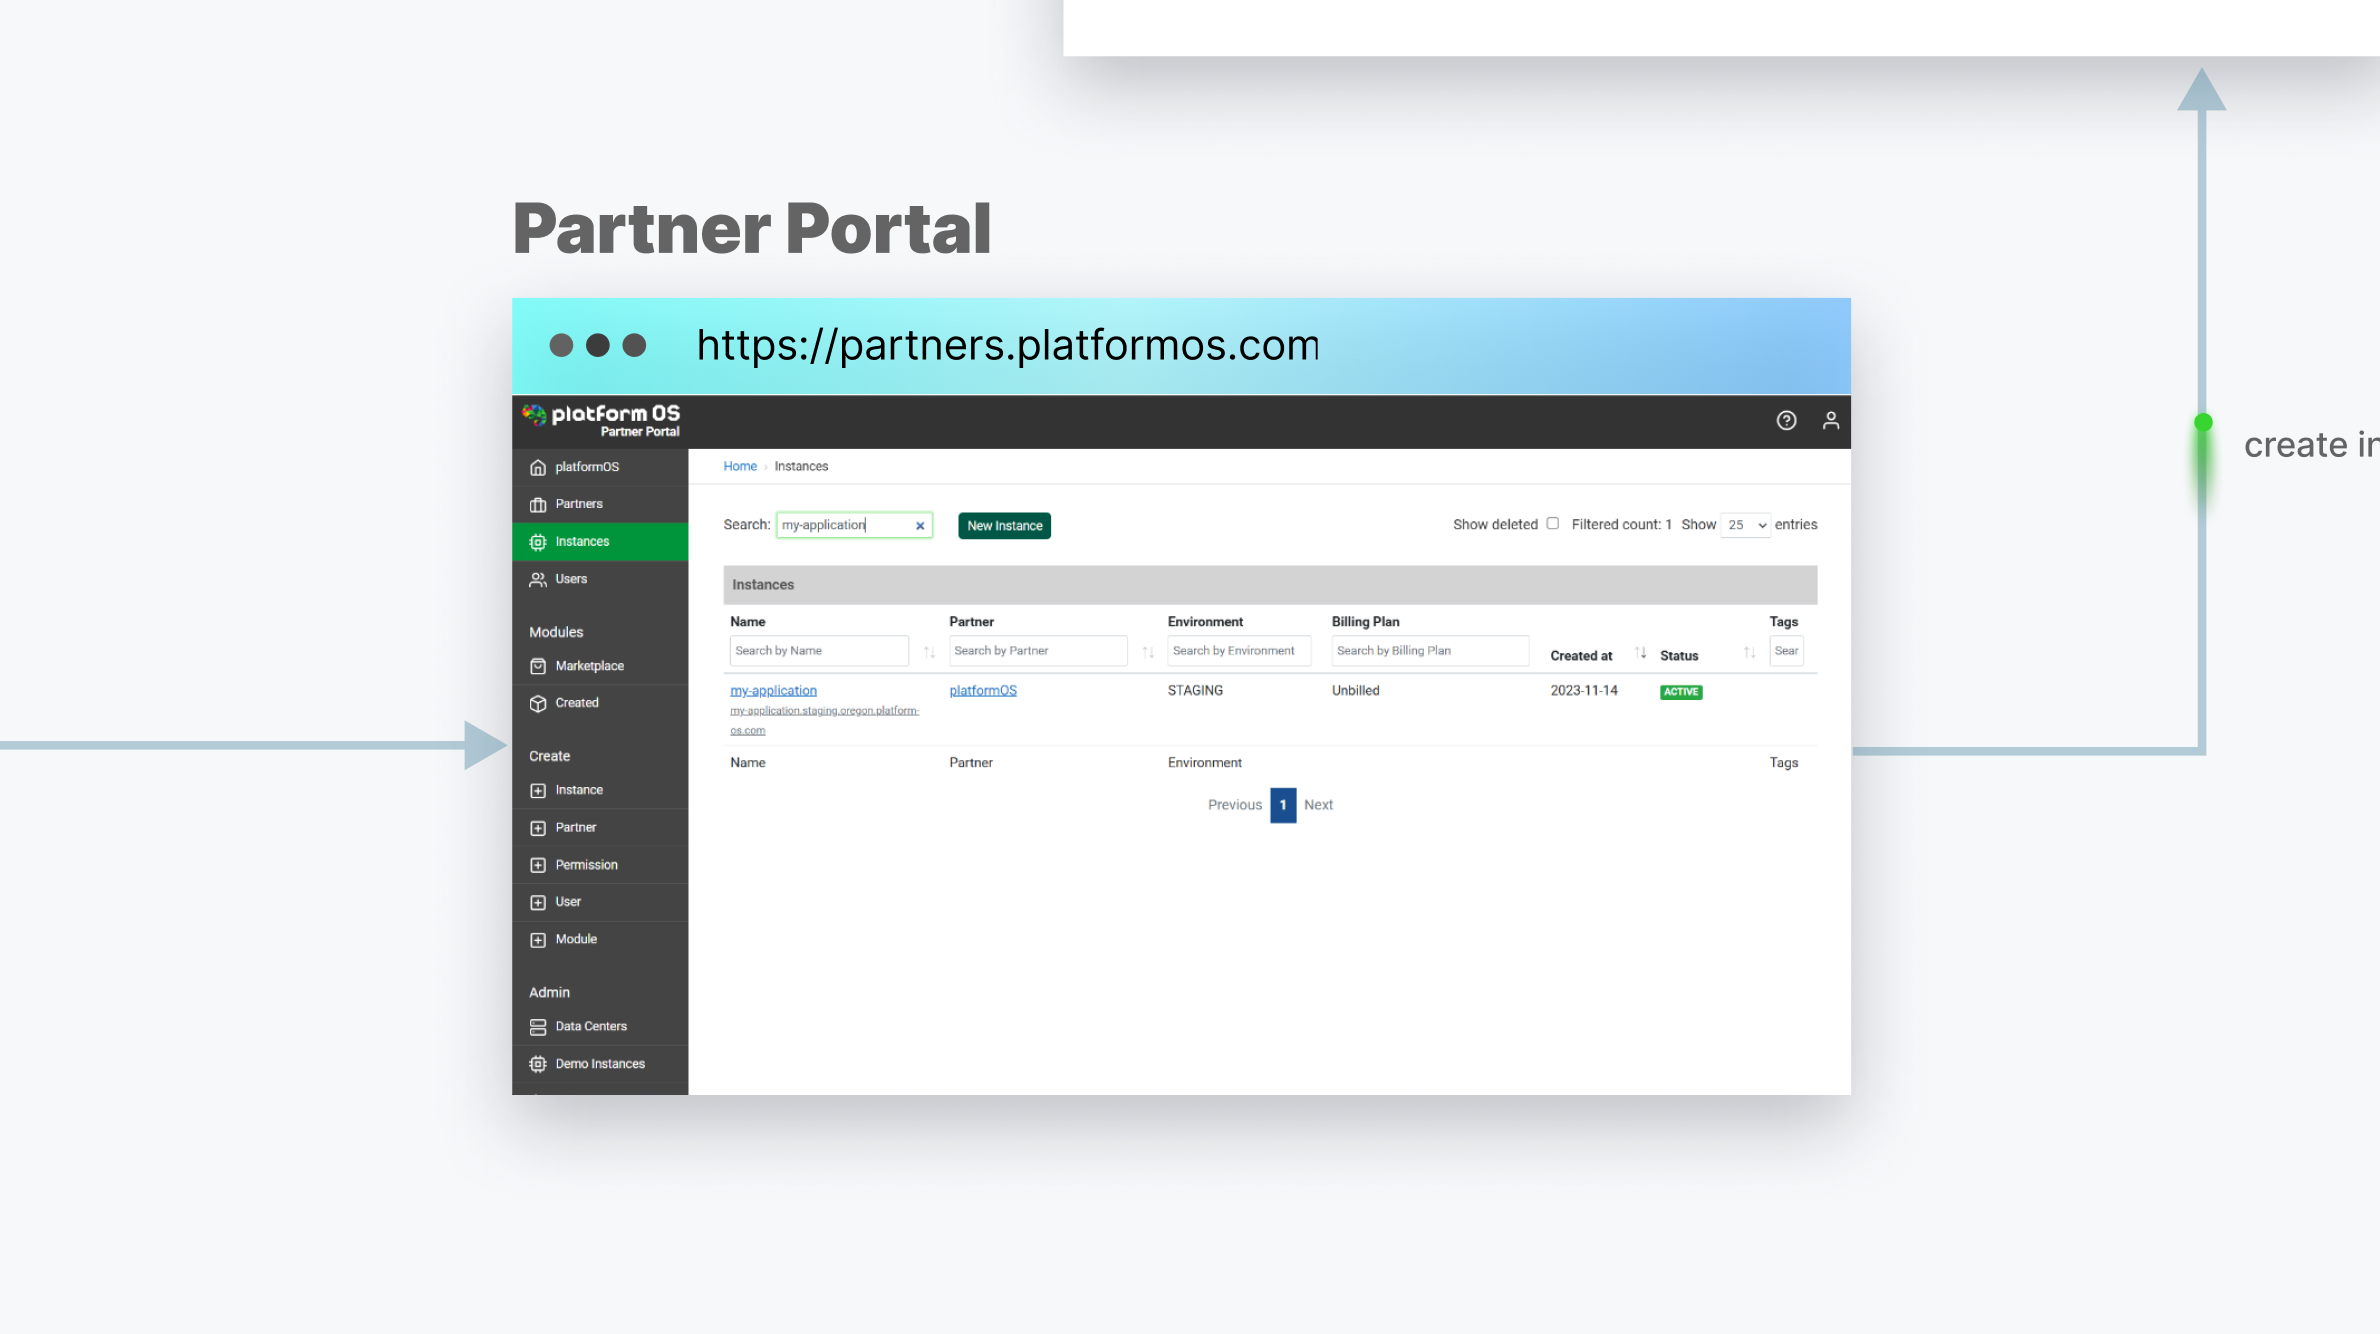 Partner Portal
https://partners.platformos.com
platform OS
Partner Portal
platformOS
Partners
Instances
Users
Modules
Marketplace
Created
Create
Instance
Partner
Permission
User
Module
Admin
Data Centers
Demo Instances
Home › Instances
Search: my-application × New Instance Show deleted Filtered count: 1 Show 25 entries
Instances
Name Partner Environment Billing Plan Tags
Search by Name Search by Partner Search by Environment Search by Billing Plan Created at Status Sear
my-application platformOS STAGING Unbilled 2023-11-14 ACTIVE
my-application.staging.oregon.platform-
os.com
Name Partner Environment Tags
Previous 1 Next
create in